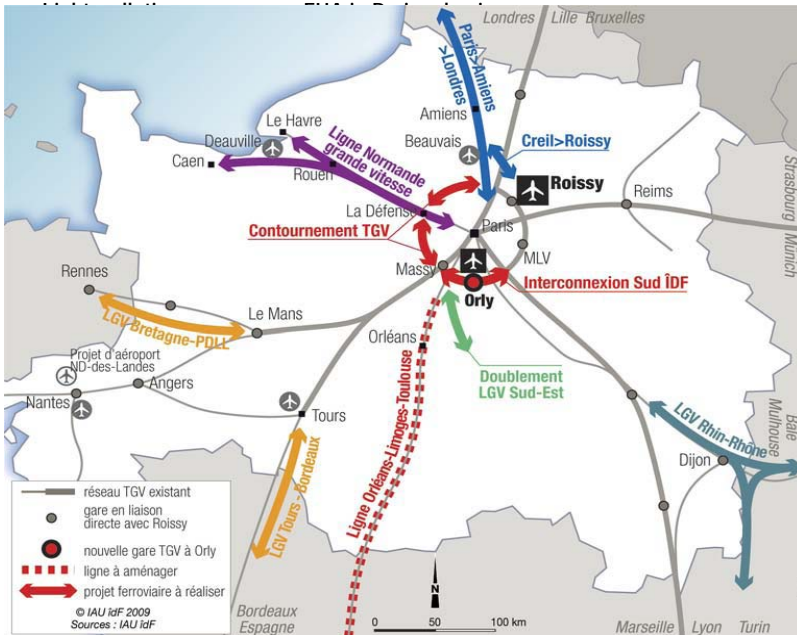 Londres
Lille
Bruxelles
Paris>Amiens
>Londres
Amiens
Le Havre
Deauville
Beauvais
Creil>Roissy
Caen
Ligne Normande
grande vitesse
Rouen
Roissy
Reims
Strasbourg
Munich
La Défense
Contournement TGV
Paris
MLV
Massy
Interconnexion Sud ÎDF
Orly
Rennes
LGV Bretagne-PDLL
Le Mans
Orléans
Projet d'aéroport
ND-des-Landes
Angers
Nantes
Tours
Doublement
LGV Sud-Est
Ligne Orléans-Limoges-Toulouse
LGV Tours - Bordeaux
LGV Rhin-Rhône
Bale
Mulhouse
Dijon
réseau TGV existant
gare en liaison
directe avec Roissy
nouvelle gare TGV à Orly
ligne à aménager
projet ferroviaire à réaliser
© IAU îdF 2009
Sources : IAU îdF
Bordeaux
Espagne
N
0 50 100 km
Marseille
Lyon
Turin